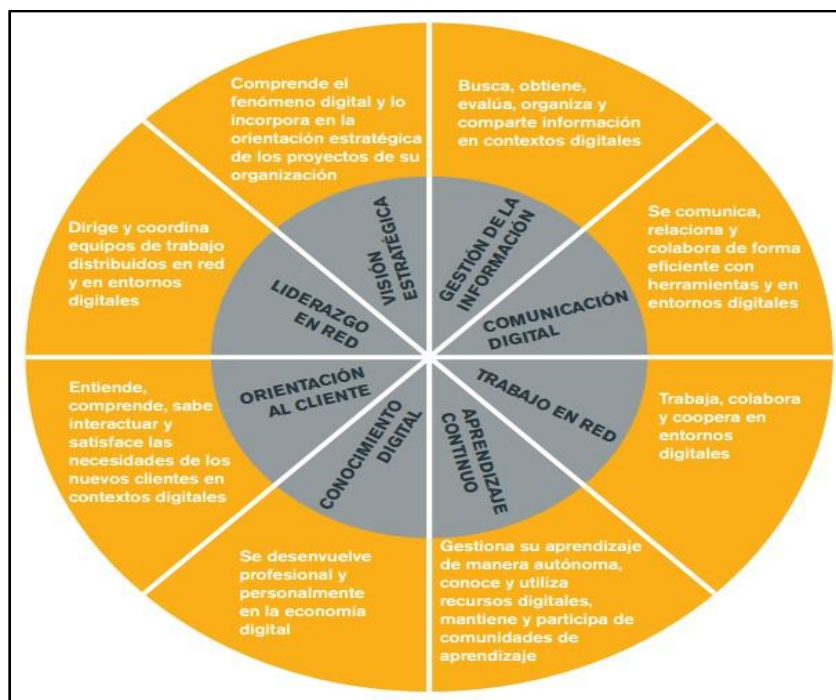 Comprende el
fenómeno digital y lo
incorpora en la
orientación estratégica
de los proyectos de su
organización
Busca, obtiene,
evalúa, organiza y
comparte información
en contextos digitales
Se comunica,
relaciona y
colabora de forma
eficiente con
herramientas y en
entornos digitales
Trabaja, colabora
y coopera en
entornos
digitales
Gestiona su aprendizaje
de manera autónoma,
conoce y utiliza
recursos digitales,
mantiene y participa de
comunidades de
aprendizaje
Se desenvuelve
profesional y
personalmente
en la economía
digital
Entiende,
comprende, sabe
interactuar y
satisface las
necesidades de los
nuevos clientes en
contextos digitales
Dirige y coordina
equipos de trabajo
distribuidos en red
y en entornos
digitales
VISIÓN
ESTRATÉGICA
GESTIÓN DE LA
INFORMACIÓN
COMUNICACIÓN
DIGITAL
TRABAJO EN RED
APRENDIZAJE
CONTINUO
CONOCIMIENTO
DIGITAL
ORIENTACIÓN
AL CLIENTE
LIDERAZGO
EN RED